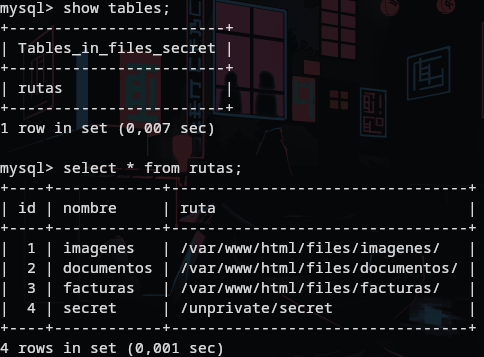 mysql> show tables;
+------------------------+
| Tables_in_files_secret |
+------------------------+
| rutas                  |
+------------------------+
1 row in set (0,007 sec)

mysql> select * from rutas;
+----+------------+--------------------------------+
| id | nombre     | ruta                           |
+----+------------+--------------------------------+
|  1 | imagenes   | /var/www/html/files/imagenes/  |
|  2 | documentos | /var/www/html/files/documentos/ |
|  3 | facturas   | /var/www/html/files/facturas/  |
|  4 | secret     | /unprivate/secret              |
+----+------------+--------------------------------+
4 rows in set (0,001 sec)